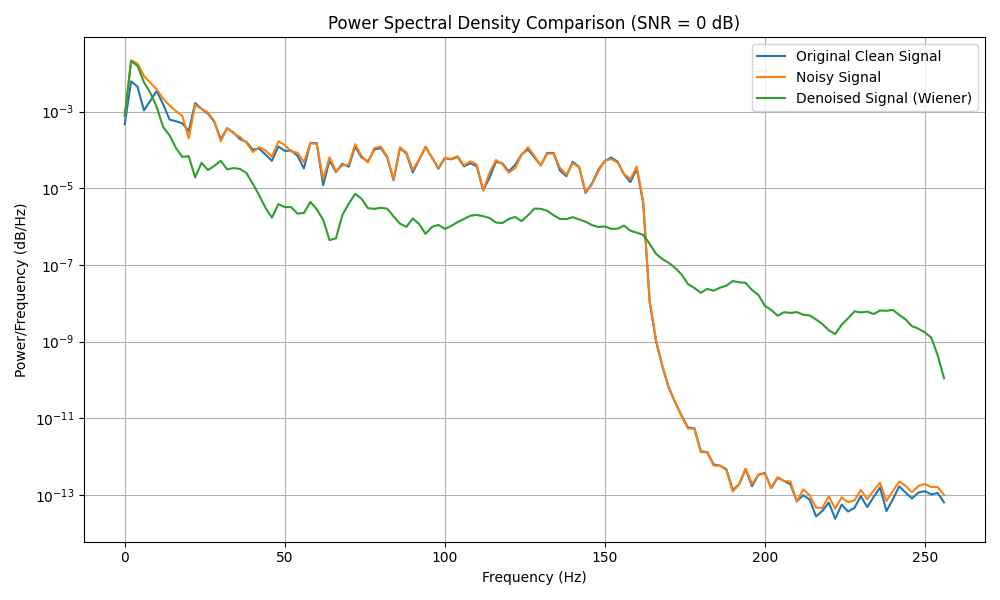 Power Spectral Density Comparison (SNR = 0 dB)
Original Clean Signal
Noisy Signal
Denoised Signal (Wiener)
Power/Frequency (dB/Hz)
10⁻³
10⁻⁵
10⁻⁷
10⁻⁹
10⁻¹¹
10⁻¹³
0 50 100 150 200 250
Frequency (Hz)